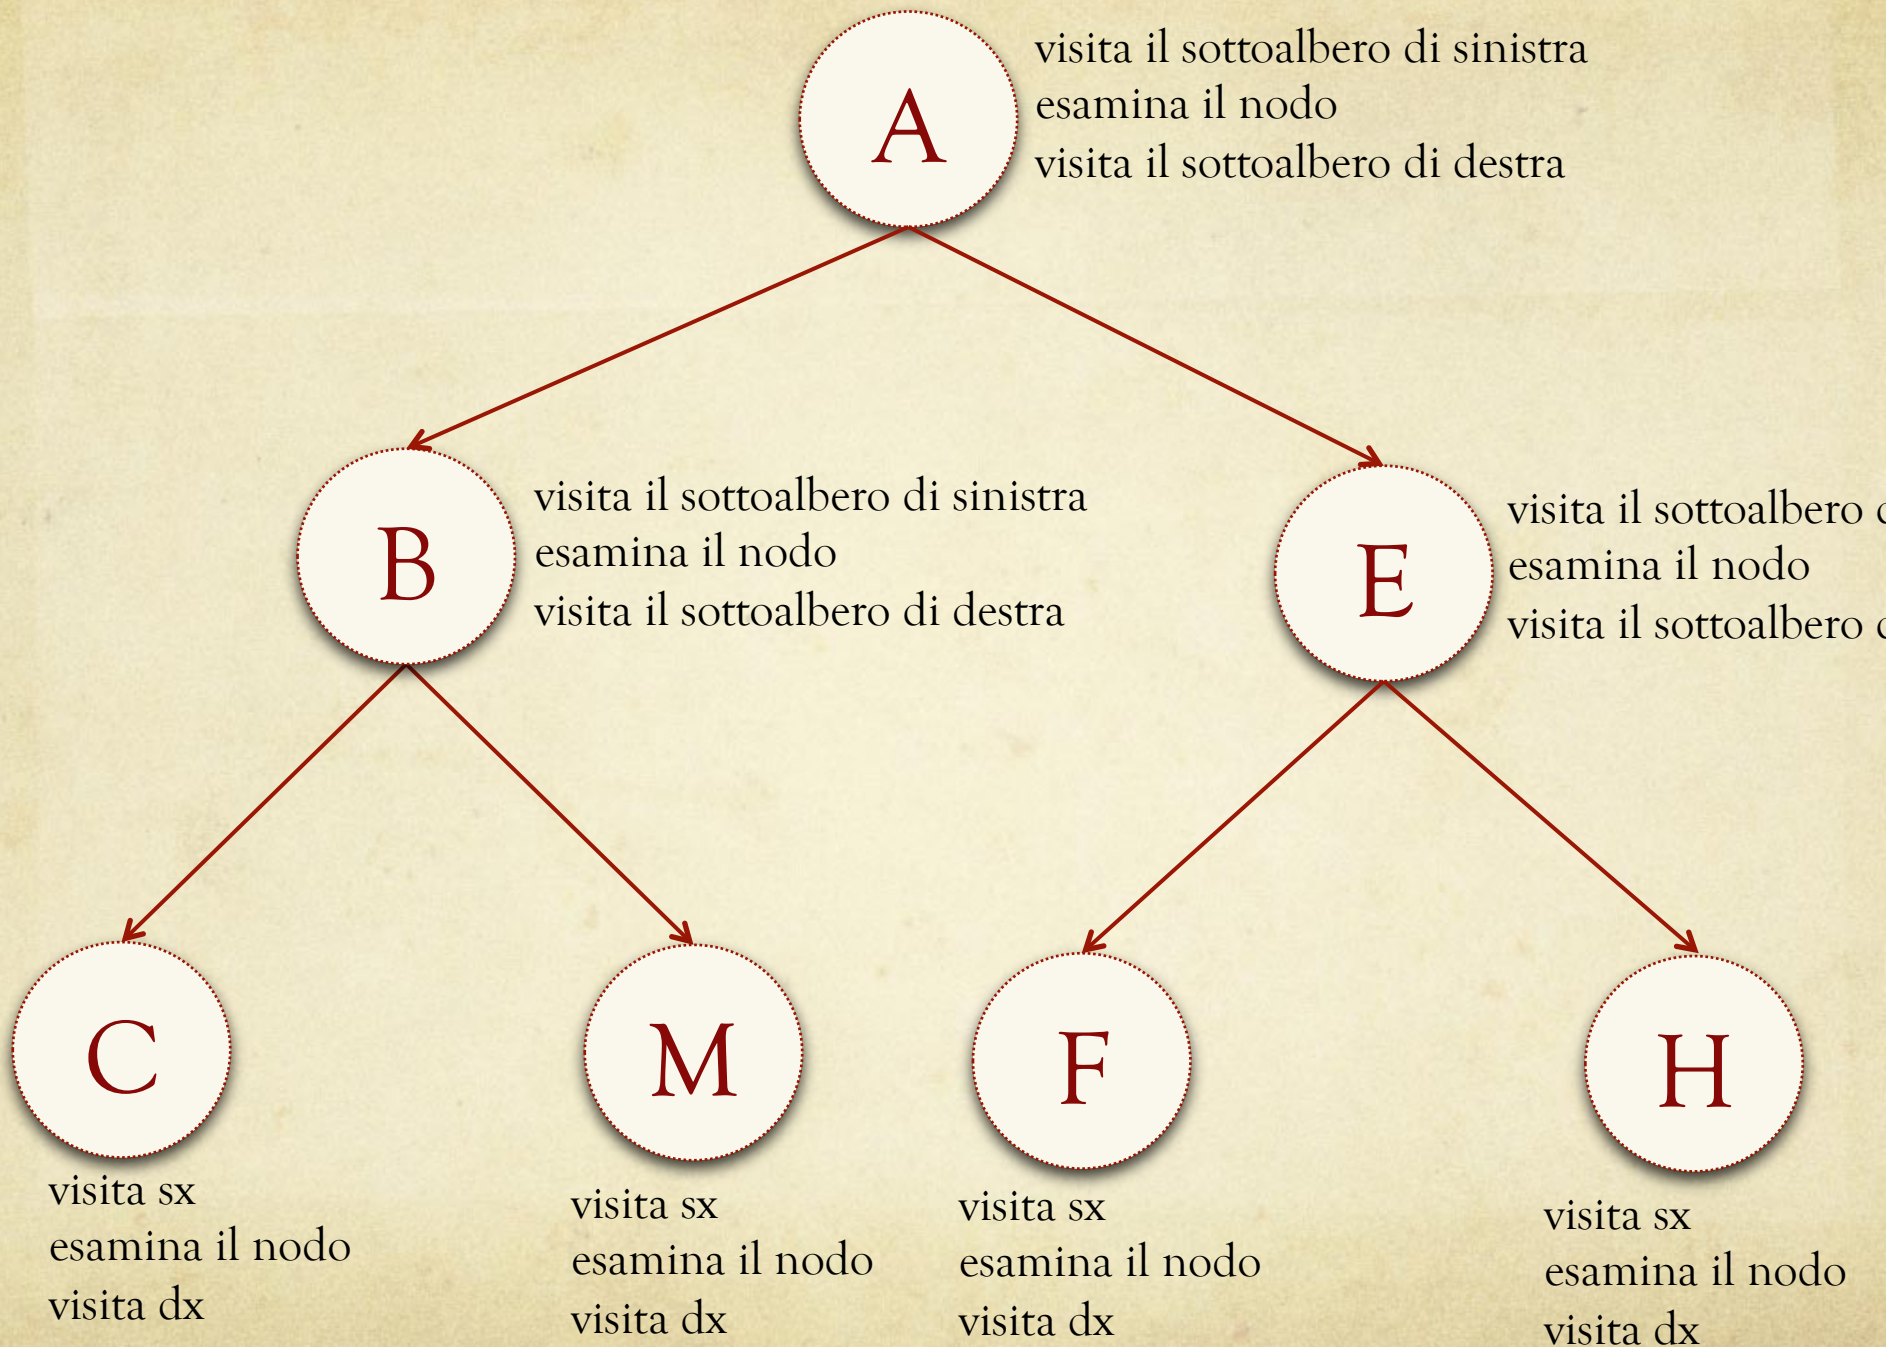 A
visita il sottoalbero di sinistra
esamina il nodo
visita il sottoalbero di destra
B
visita il sottoalbero di sinistra
esamina il nodo
visita il sottoalbero di destra
E
visita il sottoalbero
esamina il nodo
visita il sottoalbero
C
visita sx
esamina il nodo
visita dx
M
visita sx
esamina il nodo
visita dx
F
visita sx
esamina il nodo
visita dx
H
visita sx
esamina il nodo
visita dx